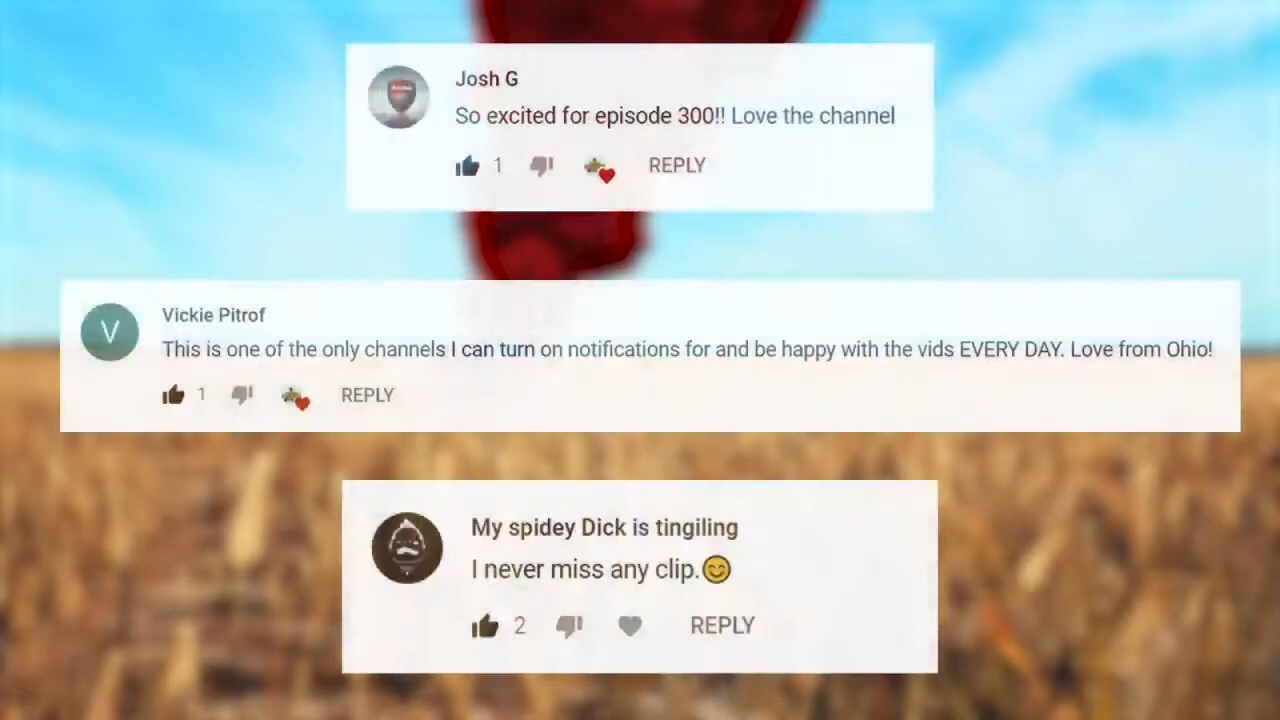 Josh G
So excited for episode 300!! Love the channel
1 REPLY
V
Vickie Pitrof
This is one of the only channels I can turn on notifications for and be happy with the vids EVERY DAY. Love from Ohio!
1 REPLY
My spidey Dick is tingiling
I never miss any clip.😊
2 REPLY